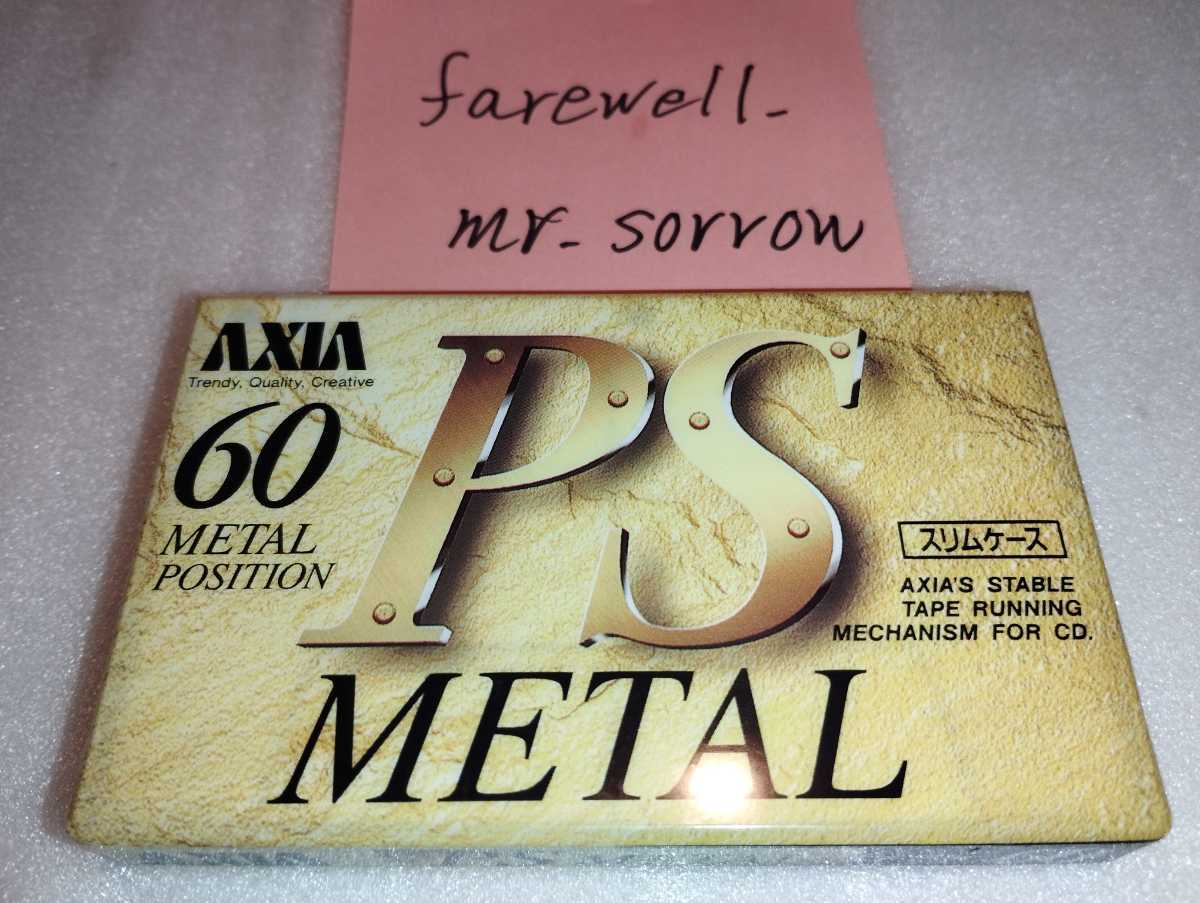 farewell_
mr_sorrow
AXIA
Trendy, Quality, Creative
60
METAL
POSITION
PS
METAL
スリムケース
AXIA'S STABLE
TAPE RUNNING
MECHANISM FOR CD.